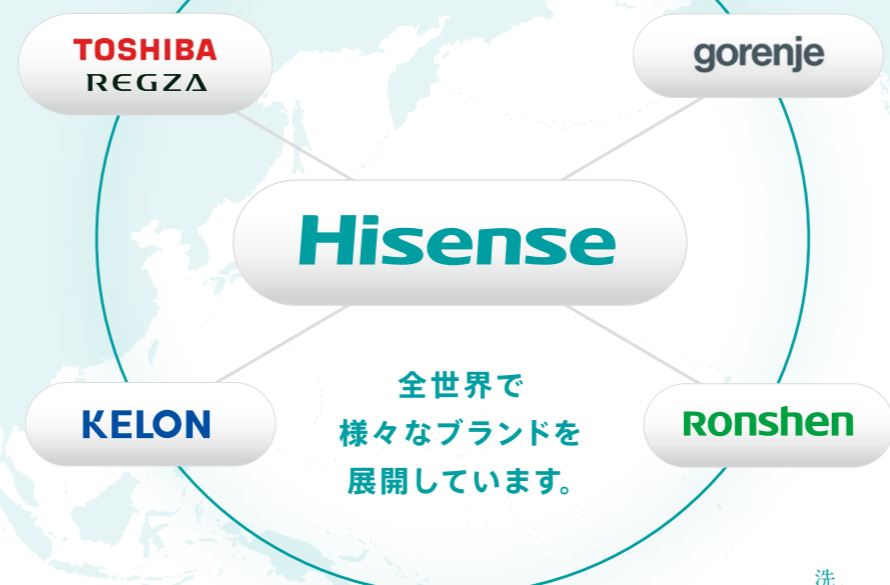 TOSHIBA
REGZA
gorenje
Hisense
全世界で
様々なブランドを
展開しています。
KELON
Ronshen
洗